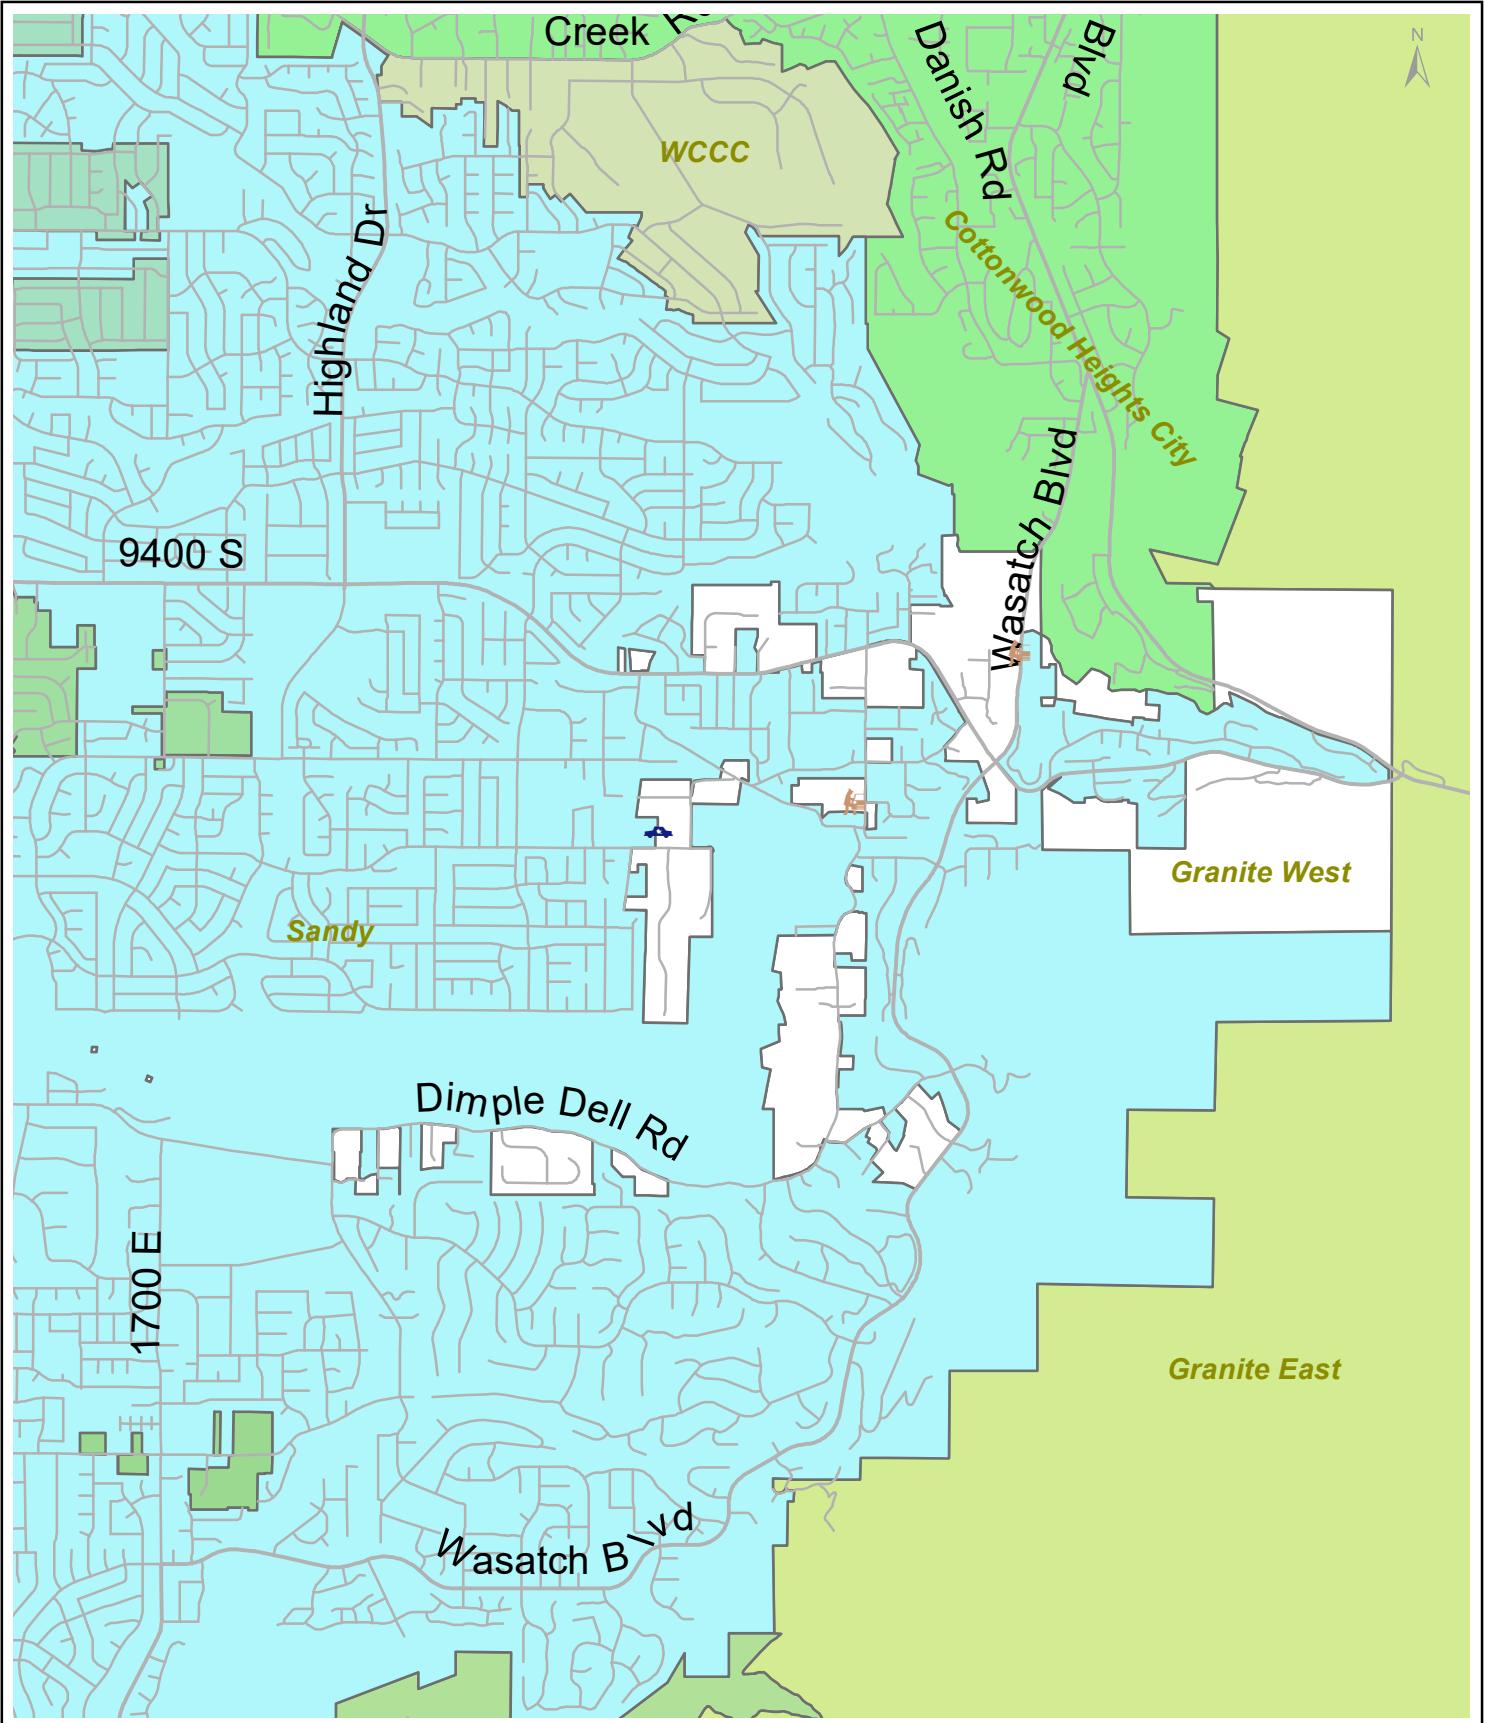 Creek
Danish Rd
Blvd
N
WCCC
Cottonwood Heights City
Highland Dr
Wasatch Blvd
9400 S
Granite West
Sandy
Dimple Dell Rd
1700 E
Granite East
Wasatch Blvd